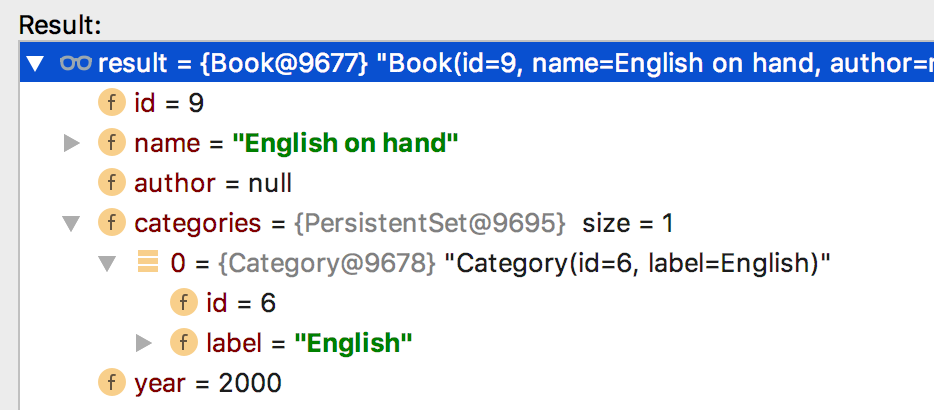 Result:
result = {Book@9677} "Book(id=9, name=English on hand, author=
f id = 9
f name = "English on hand"
f author = null
f categories = {PersistentSet@9695} size = 1
0 = {Category@9678} "Category(id=6, label=English)"
f id = 6
f label = "English"
f year = 2000